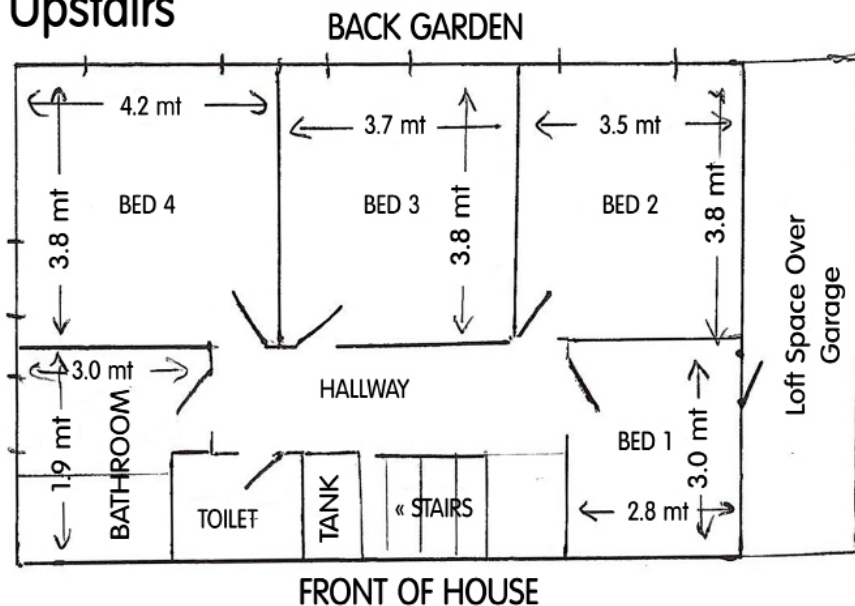 Upstairs
BACK GARDEN
4.2 mt
3.7 mt
3.5 mt
BED 4
BED 3
BED 2
3.8 mt
3.8 mt
3.8 mt
Loft Space Over
Garage
3.0 mt
HALLWAY
1.9 mt
BATHROOM
BED 1
3.0 mt
TOILET
TANK
« STAIRS
2.8 mt
FRONT OF HOUSE